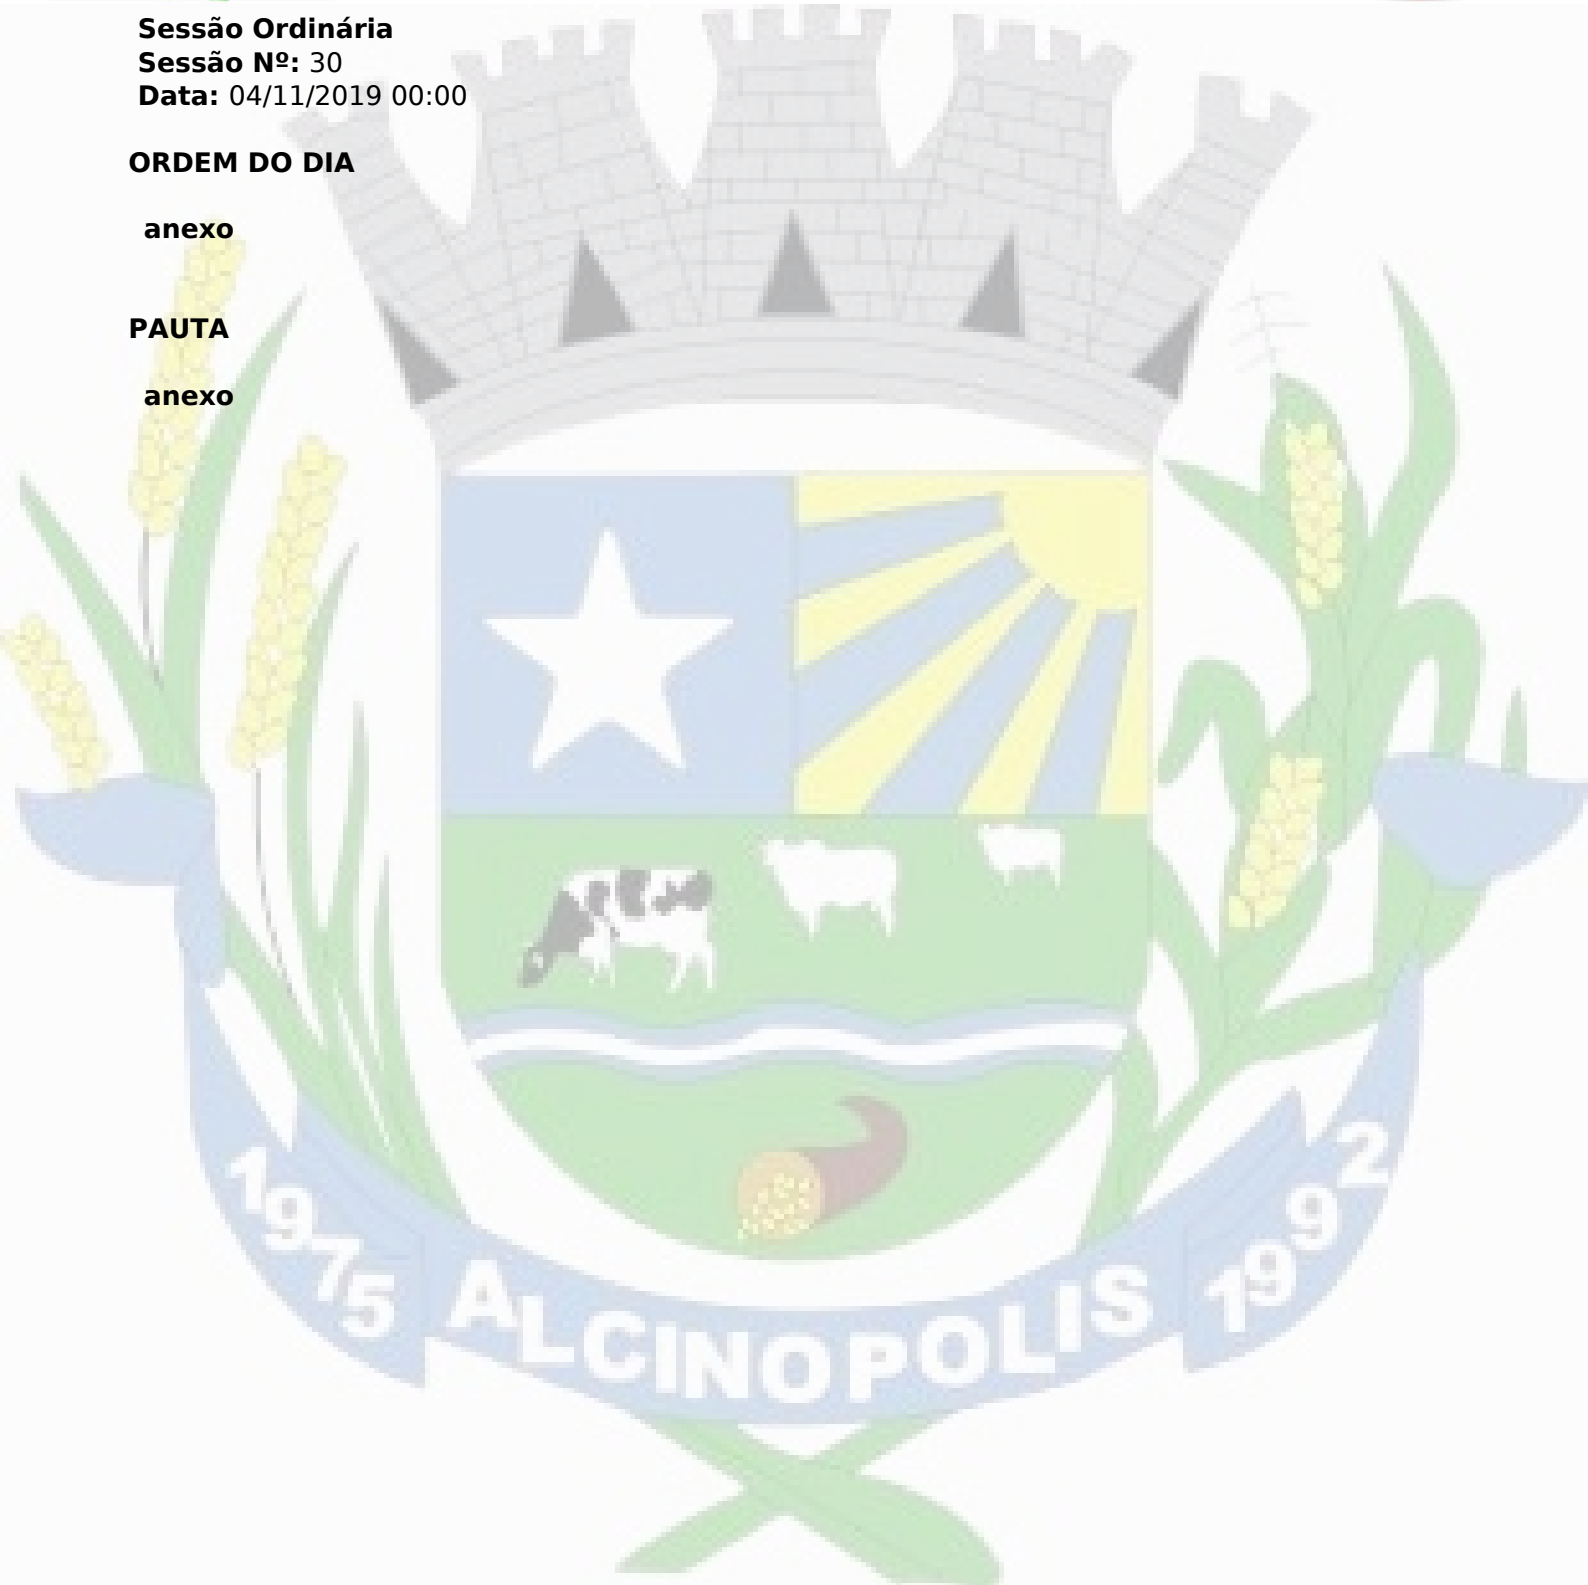 Sessão Ordinária
Sessão Nº: 30
Data: 04/11/2019 00:00
ORDEM DO DIA
anexo
PAUTA
anexo
1975 ALCINOPOLIS 1992